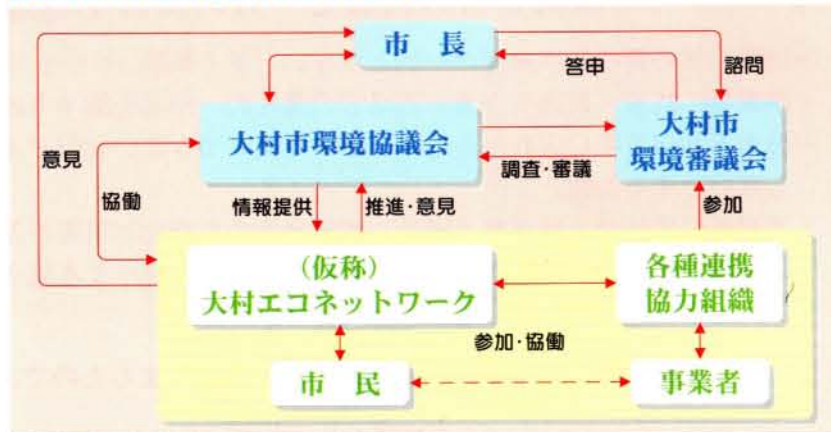 市 長
答申
諮問
大村市環境協議会
大村市
環境審議会
意見
協働
調査・審議
情報提供
推進・意見
参加
（仮称）
大村エコネットワーク
各種連携
協力組織
参加・協働
市 民
事業者